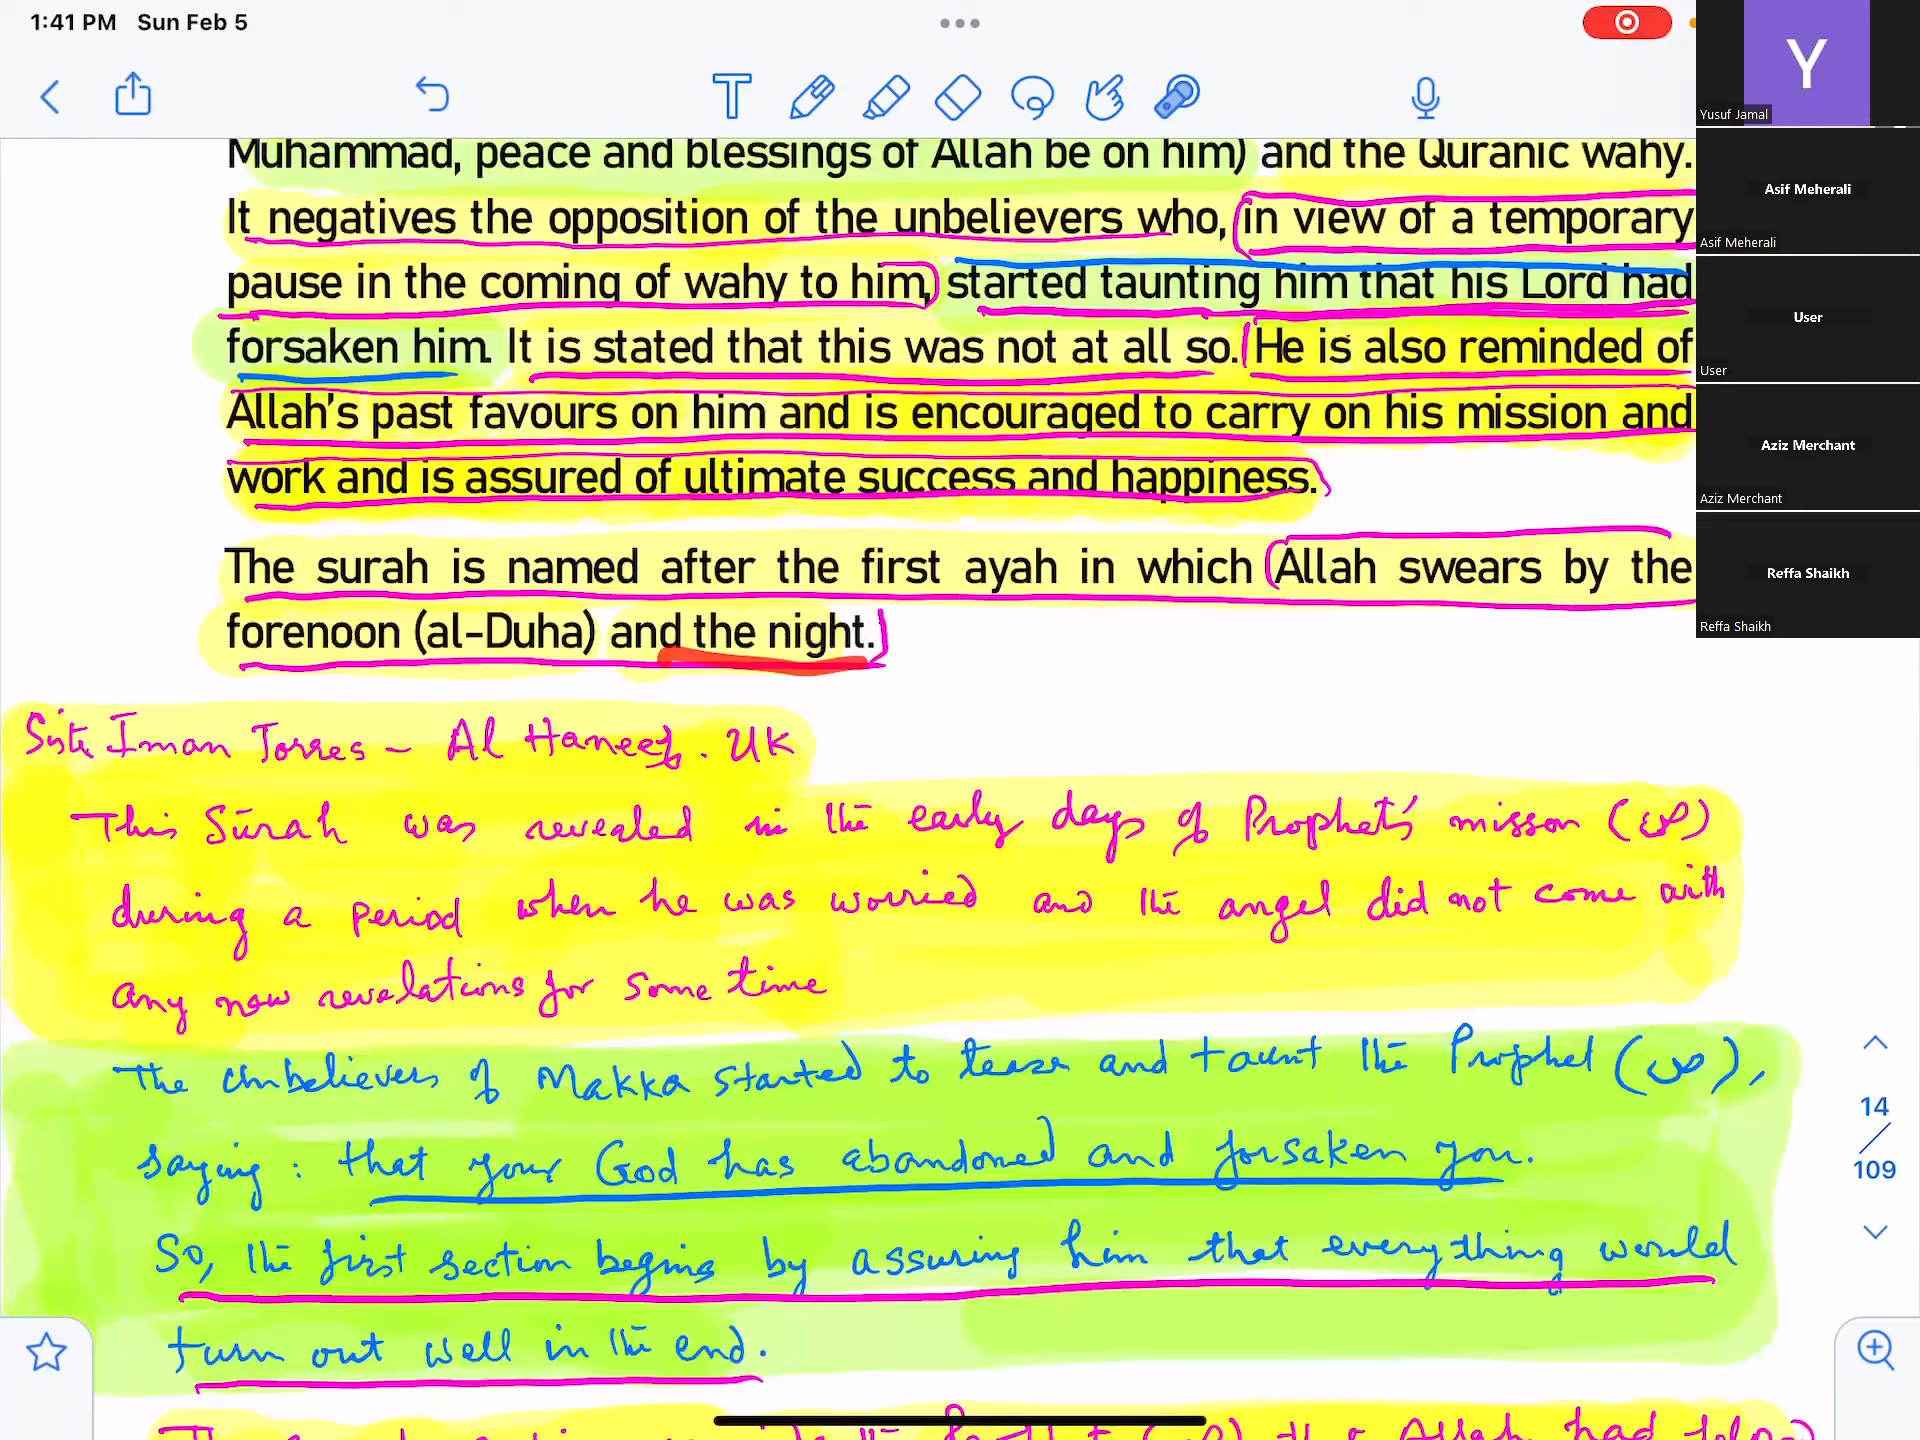 1:41 PM Sun Feb 5
Muhammad, peace and blessings of Allah be on him) and the Quranic wahy.
It negatives the opposition of the unbelievers who, in view of a temporary
pause in the coming of wahy to him, started taunting him that his Lord had
forsaken him. It is stated that this was not at all so. He is also reminded of
Allah's past favours on him and is encouraged to carry on his mission and
work and is assured of ultimate success and happiness.
The surah is named after the first ayah in which Allah swears by the
forenoon (al-Duha) and the night.
Iman Torres - Al Haneef. UK
This Sūrah was revealed in the early days of Prophet's misson (ص)
during a period when he was worried and the angel did not come with
any new revelations for some time
The unbelievers of Makka started to tease and taunt the Prophet (ص),
saying: that your God has abandoned and forsaken you.
So, the first section begins by assuring him that everything would
turn out well in the end.
14
109
Y
Yusuf Jamal
Asif Meherali
Asif Meherali
User
User
Aziz Merchant
Aziz Merchant
Reffa Shaikh
Reffa Shaikh